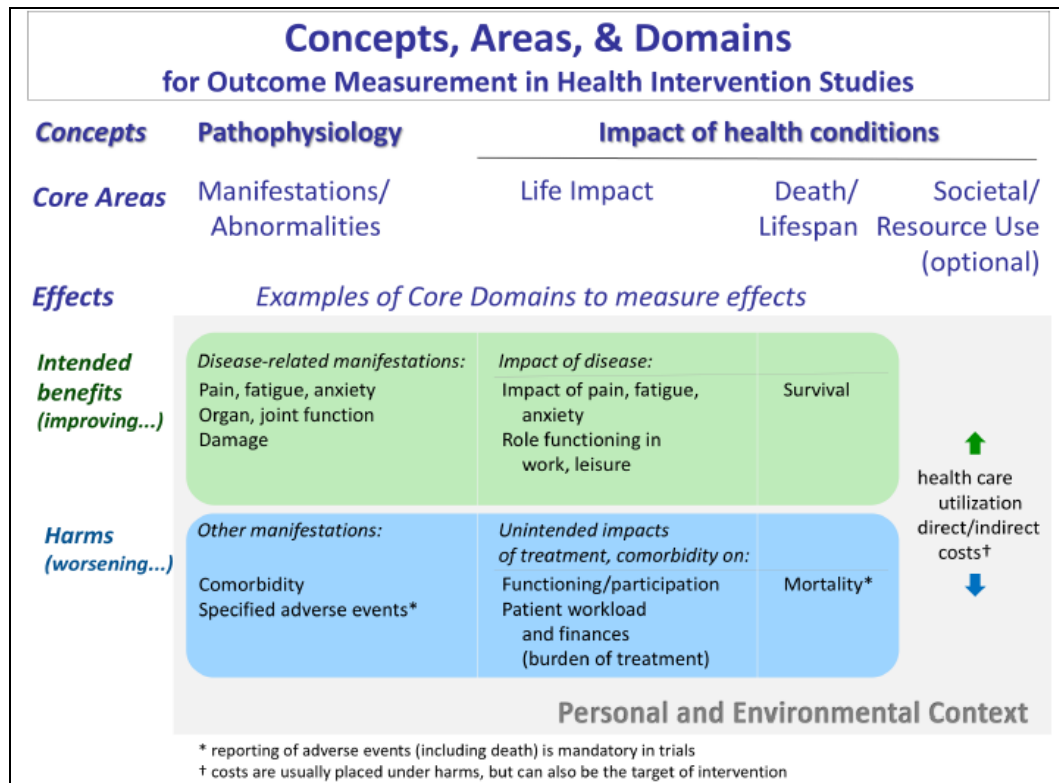 Concepts, Areas, & Domains
for Outcome Measurement in Health Intervention Studies
Concepts Pathophysiology Impact of health conditions
Core Areas Manifestations/ Abnormalities Life Impact Death/ Lifespan Societal/ Resource Use (optional)
Effects Examples of Core Domains to measure effects
Intended
benefits
(improving...)
Disease-related manifestations:
Pain, fatigue, anxiety
Organ, joint function
Damage
Impact of disease:
Impact of pain, fatigue,
anxiety
Role functioning in
work, leisure
Survival
Harms
(worsening...)
Other manifestations:
Comorbidity
Specified adverse events*
Unintended impacts
of treatment, comorbidity on:
Functioning/participation
Patient workload
and finances
(burden of treatment)
Mortality*
health care
utilization
direct/indirect
costs†
Personal and Environmental Context
* reporting of adverse events (including death) is mandatory in trials
† costs are usually placed under harms, but can also be the target of intervention